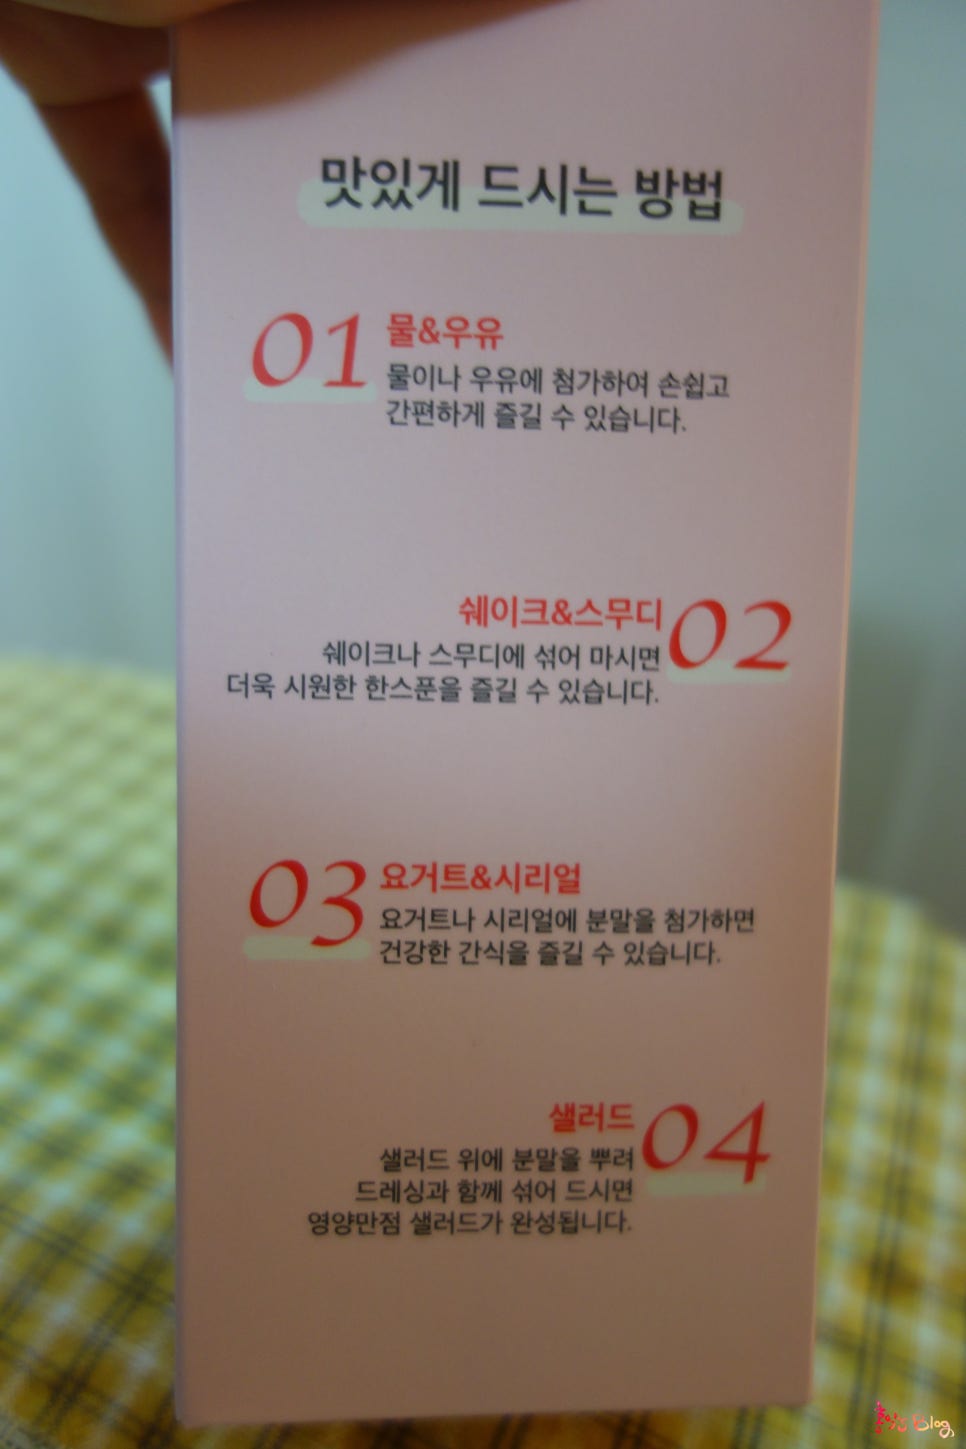 맛있게 드시는 방법
01 물&우유
물이나 우유에 첨가하여 손쉽고
간편하게 즐길 수 있습니다.
쉐이크&스무디 02
쉐이크나 스무디에 섞어 마시면
더욱 시원한 한스푼을 즐길 수 있습니다.
03 요거트&시리얼
요거트나 시리얼에 분말을 첨가하면
건강한 간식을 즐길 수 있습니다.
샐러드 04
샐러드 위에 분말을 뿌려
드레싱과 함께 섞어 드시면
영양만점 샐러드가 완성됩니다.
Blog